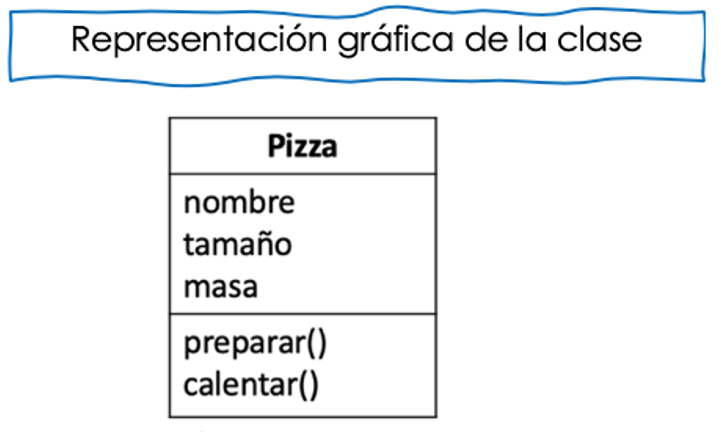 Representación gráfica de la clase
Pizza
nombre
tamaño
masa
preparar()
calentar()